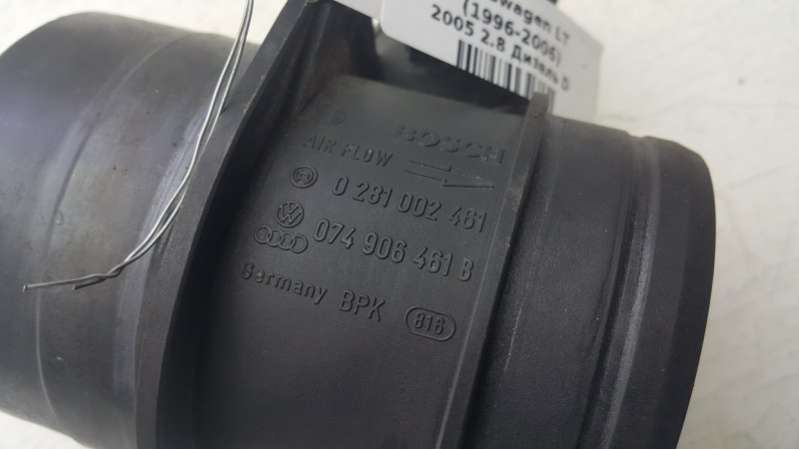 wagen LT
(1996-2006)
2005 2.8 Дизель D
BOSCH
AIR FLOW
0 281 002 461
074 906 461 B
Germany BPK 816